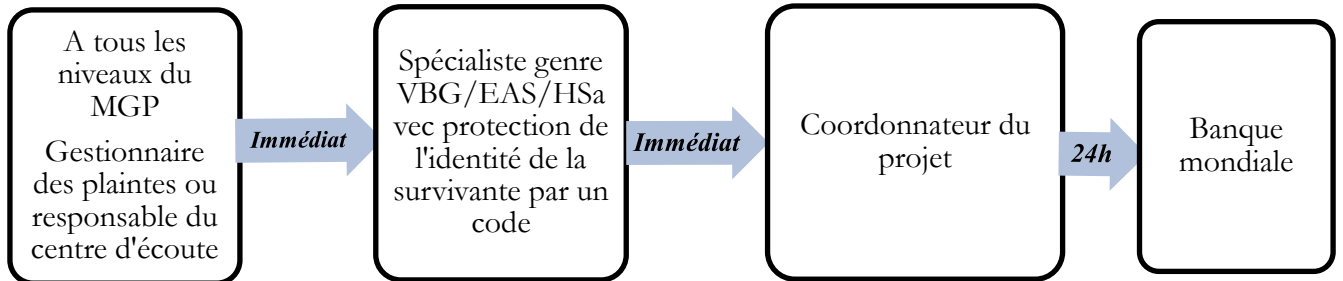 A tous les
niveaux du
MGP
Gestionnaire
des plaintes ou
responsable du
centre d'écoute
Immédiat
Spécialiste genre
VBG/EAS/HSa
vec protection de
l'identité de la
survivante par un
code
Immédiat
Coordonnateur du
projet
24h
Banque
mondiale